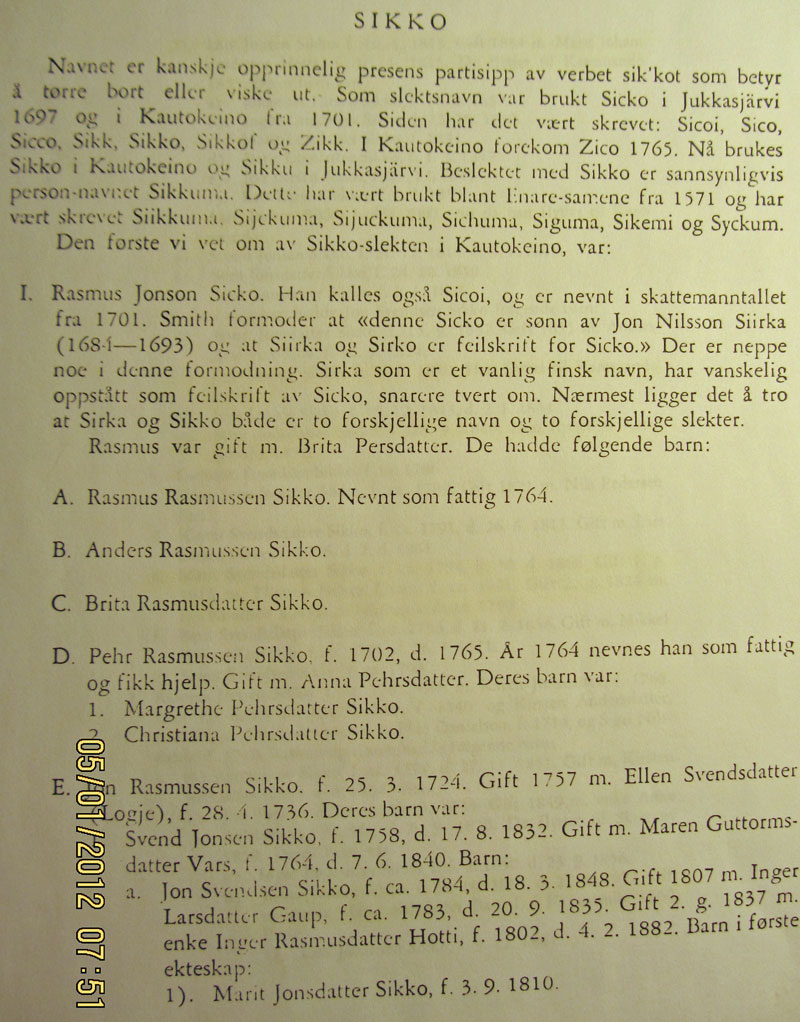 SIKKO
Navnet er kanskje opprinnelig presens partisipp av verbet sik'kot som betyr
å tørre bort eller viske ut. Som slektsnavn var brukt Sicko i Jukkasjärvi
1697 og i Kautokeino fra 1701. Siden har det vært skrevet: Sicoi, Sico,
Sicco, Sikk, Sikko, Sikkof og Zikk. I Kautokeino forekom Zico 1765. Nå brukes
Sikko i Kautokeino og Sikku i Jukkasjärvi. Beslektet med Sikko er sannsynligvis
person-navnet Sikkuma. Dette har vært brukt blant Enare-samene fra 1571 og har
vært skrevet Siikkuma, Sijckuma, Sijuckuma, Sichuma, Siguma, Sikemi og Syckum.
Den første vi vet om av Sikko-slekten i Kautokeino, var:
I. Rasmus Jonson Sicko. Han kalles også Sicoi, og er nevnt i skattemanntallet
fra 1701. Smith formoder at «denne Sicko er sønn av Jon Nilsson Siirka
(1684—1693) og at Siirka og Sirko er feilskrift for Sicko.» Der er neppe
noe i denne formodning. Sirka som er et vanlig finsk navn, har vanskelig
oppstått som feilskrift av Sicko, snarere tvert om. Nærmest ligger det å tro
at Sirka og Sikko både er to forskjellige navn og to forskjellige slekter.
Rasmus var gift m. Brita Persdatter. De hadde følgende barn:
A. Rasmus Rasmussen Sikko. Nevnt som fattig 1764.
B. Anders Rasmussen Sikko.
C. Brita Rasmusdatter Sikko.
D. Pehr Rasmussen Sikko, f. 1702, d. 1765. År 1764 nevnes han som fattig
og fikk hjelp. Gift m. Anna Pehrsdatter. Deres barn var:
1. Margrethe Pehrsdatter Sikko.
2. Christiana Pehrsdatter Sikko.
E. Rasmussen Sikko, f. 25. 3. 1724. Gift 1757 m. Ellen Svendsdatter
(Logje), f. 28. 4. 1736. Deres barn var:
Svend Jonsen Sikko, f. 1758, d. 17. 8. 1832. Gift m. Maren Guttorms-
datter Vars, f. 1764, d. 7. 6. 1840. Barn:
a. Jon Svendsen Sikko, f. ca. 1784, d. 18. 3. 1848. Gift 1807 m. Inger
Larsdatter Gaup, f. ca. 1783, d. 20. 9. 1835. Gift 2. g. 1837 m.
enke Inger Rasmusdatter Hotti, f. 1802, d. 4. 2. 1882. Barn i første
ekteskap:
1). Marit Jonsdatter Sikko, f. 3. 9. 1810.
05/01/2012 07:51